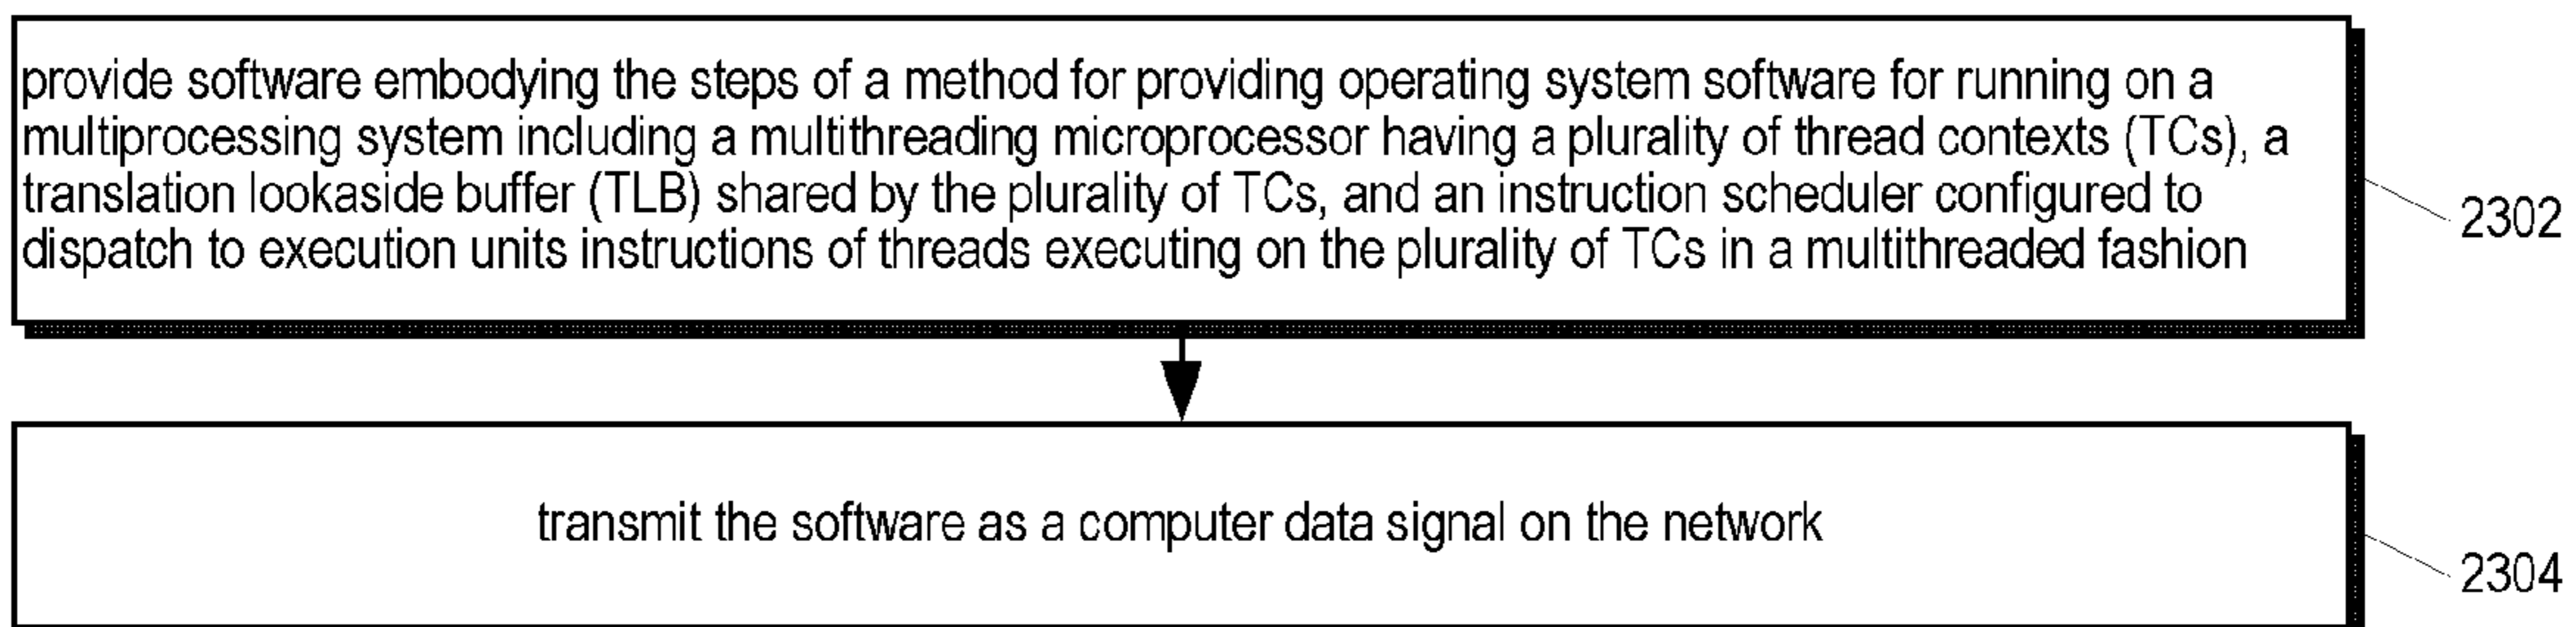 provide software embodying the steps of a method for providing operating system software for running on a
multiprocessing system including a multithreading microprocessor having a plurality of thread contexts (TCs), a
translation lookaside buffer (TLB) shared by the plurality of TCs, and an instruction scheduler configured to
dispatch to execution units instructions of threads executing on the plurality of TCs in a multithreaded fashion
2302
transmit the software as a computer data signal on the network
2304